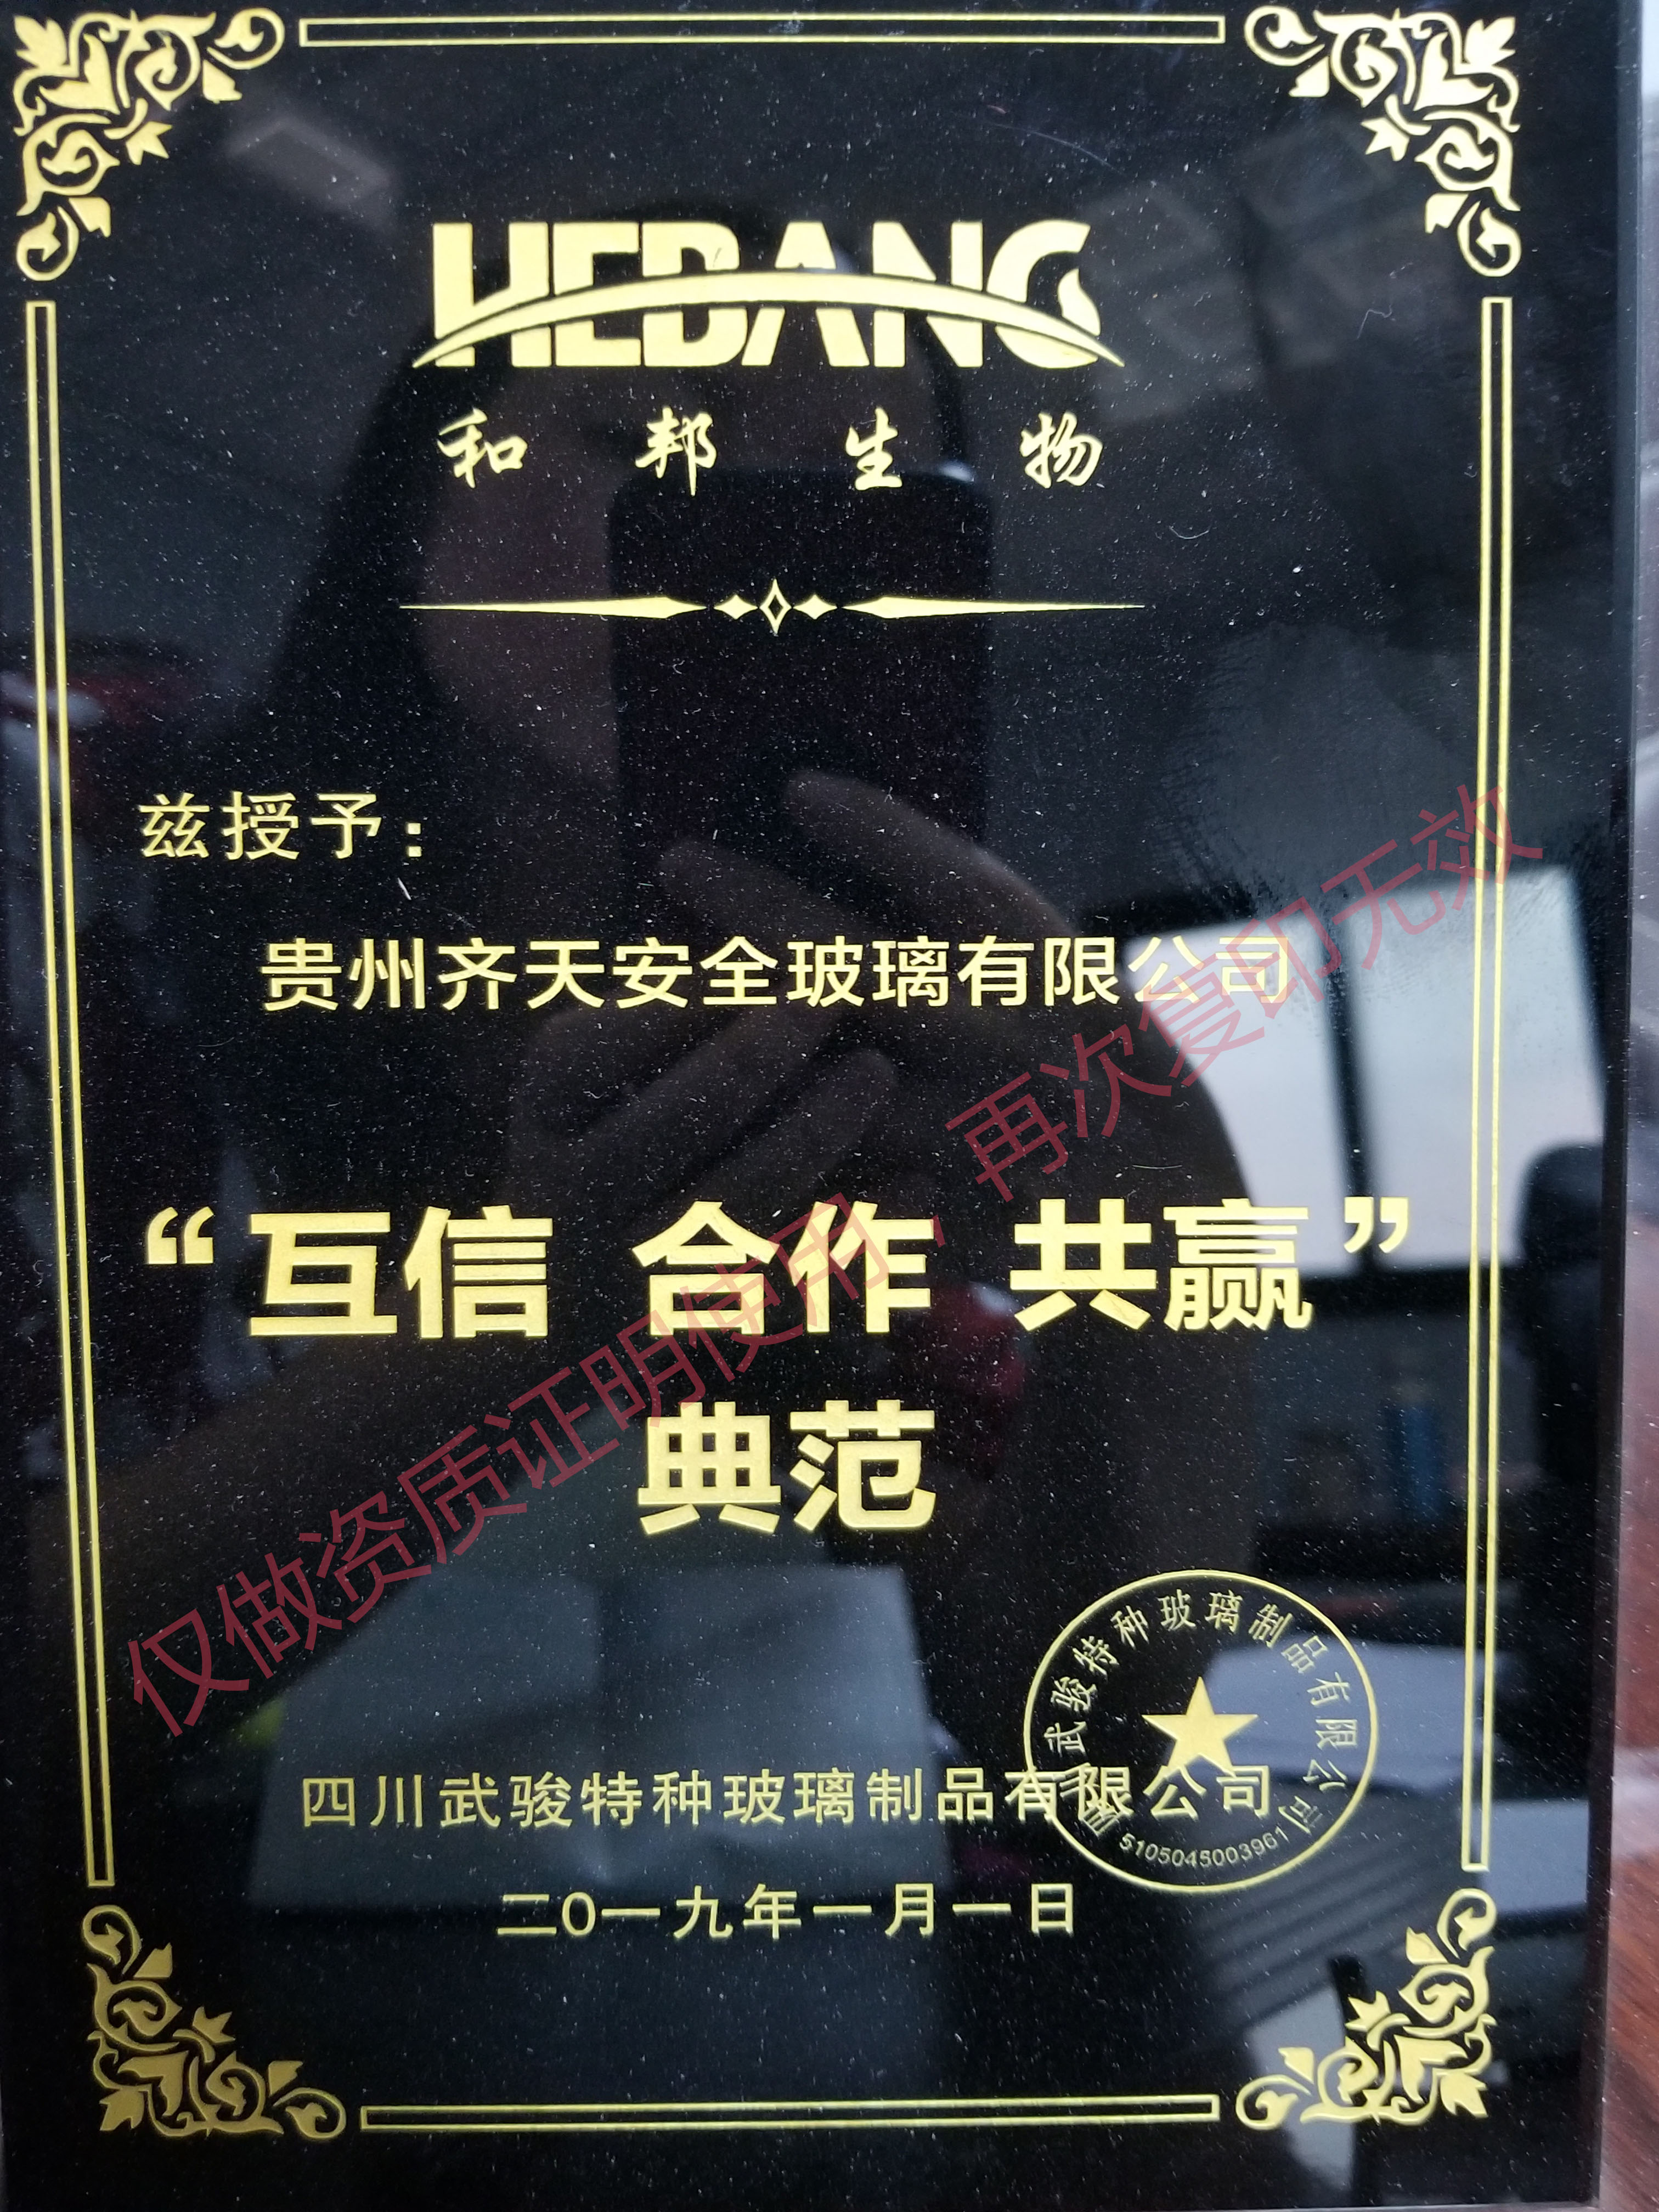 HEBANG
和邦生物
兹授予：
贵州齐天安全玻璃有限公司
“互信 合作 共赢”
典范
四川武骏特种玻璃制品有限公司
四川武骏特种玻璃制品有限公司
5105045003961
二0一九年一月一日
仅做资质证明使用，再次复印无效